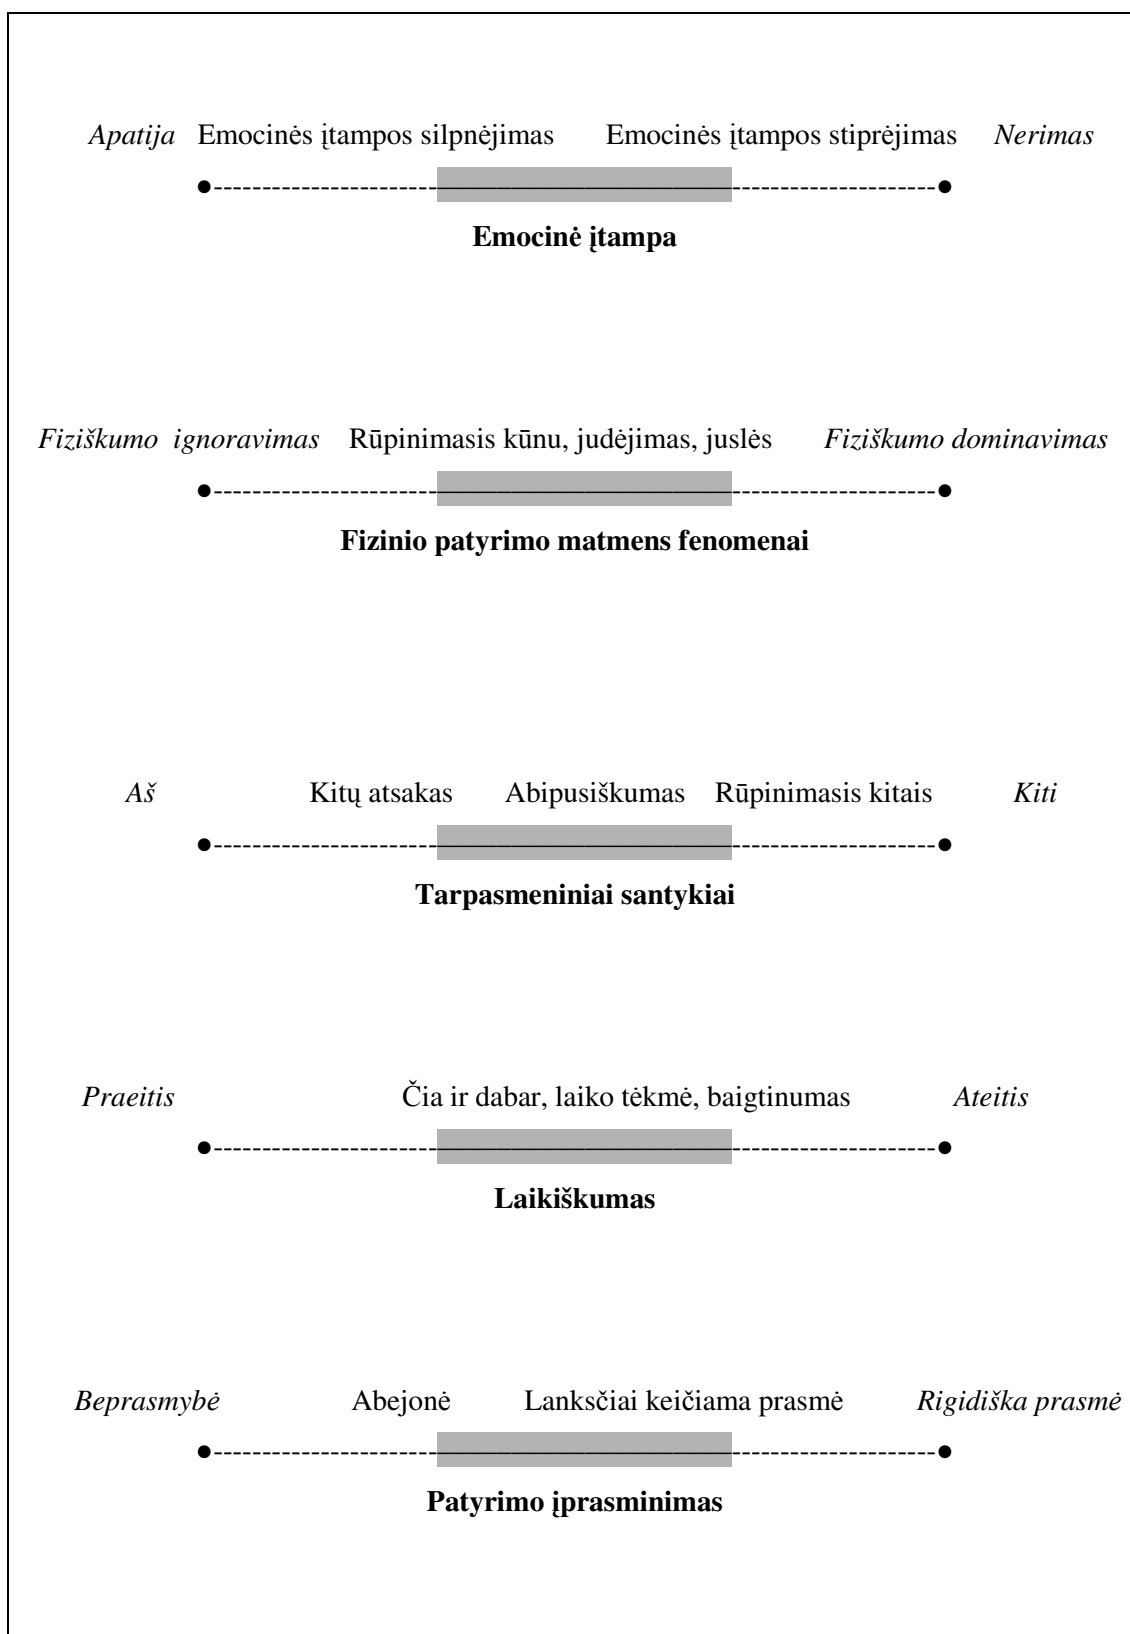 Apatija Emocinės įtampos silpnėjimas Emocinės įtampos stiprėjimas Nerimas
Emocinė įtampa
Fiziškumo ignoravimas Rūpinimasis kūnu, judėjimas, juslės Fiziškumo dominavimas
Fizinio patyrimo matmens fenomenai
Aš Kitų atsakas Abipusiškumas Rūpinimasis kitais Kiti
Tarpasmeniniai santykiai
Praeitis Čia ir dabar, laiko tėkmė, baigtinumas Ateitis
Laikiškumas
Beprasmybė Abejonė Lanksčiai keičiama prasmė Rigidiška prasmė
Patyrimo įprasminimas